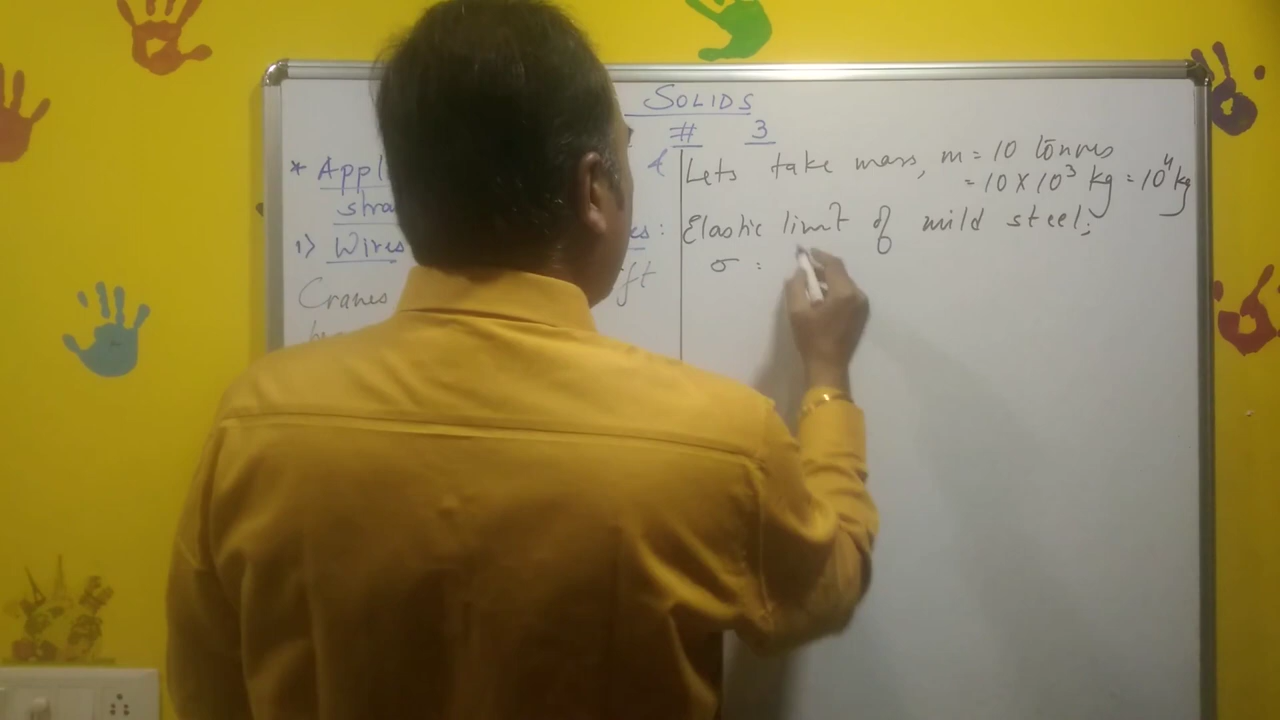 SOLIDS
# 3
* Appl
stra
1) Wires es:
Cranes ift
&
Lets take mass, m = 10 tonnes
= 10 X 10³ kg = 10⁴ kg
Elastic limit of mild steel:
σ =